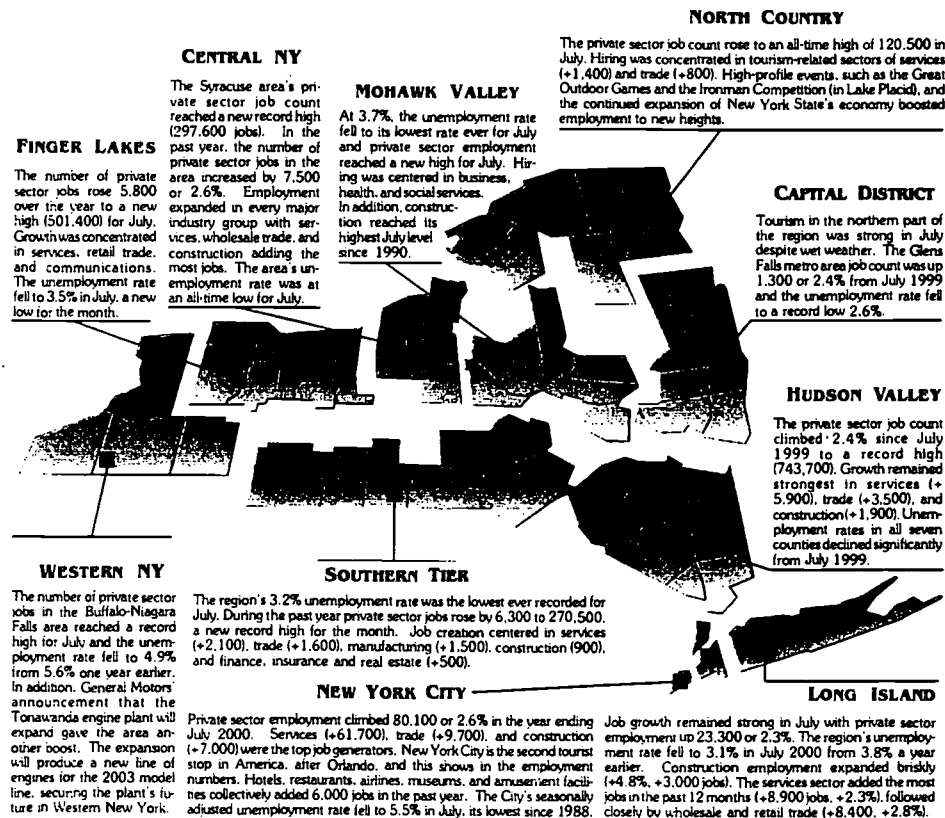 NORTH COUNTRY
The private sector job count rose to an all-time high of 120,500 in
July. Hiring was concentrated in tourism-related sectors of services
(+1,400) and trade (+800). High-profile events, such as the Great
Outdoor Games and the Ironman Competition (in Lake Placid), and
the continued expansion of New York State's economy boosted
employment to new heights.
CENTRAL NY
The Syracuse area's pri-
vate sector job count
reached a new record high
(297,600 jobs). In the
past year, the number of
private sector jobs in the
area increased by 7,500
or 2.6%. Employment
expanded in every major
industry group with ser-
vices, wholesale trade, and
construction adding the
most jobs. The area's un-
employment rate was at
an all-time low for July.
MOHAWK VALLEY
At 3.7%, the unemployment rate
fell to its lowest rate ever for July
and private sector employment
reached a new high for July. Hir-
ing was centered in business,
health, and social services.
In addition, construc-
tion reached its
highest July level
since 1990.
FINGER LAKES
The number of private
sector jobs rose 5,800
over the year to a new
high (501,400) for July.
Growth was concentrated
in services, retail trade,
and communications.
The unemployment rate
fell to 3.5% in July, a new
low for the month.
CAPITAL DISTRICT
Tourism in the northern part of
the region was strong in July
despite wet weather. The Glens
Falls metro area job count was up
1,300 or 2.4% from July 1999
and the unemployment rate fell
to a record low 2.6%.
HUDSON VALLEY
The private sector job count
climbed 2.4% since July
1999 to a record high
(743,700). Growth remained
strongest in services (+
5,900), trade (+3,500), and
construction (+1,900). Unem-
ployment rates in all seven
counties declined significantly
from July 1999.
WESTERN NY
The number of private sector
jobs in the Buffalo-Niagara
Falls area reached a record
high for July and the unem-
ployment rate fell to 4.9%
from 5.6% one year earlier.
In addition, General Motors'
announcement that the
Tonawanda engine plant will
expand gave the area an-
other boost. The expansion
will produce a new line of
engines for the 2003 model
line, securing the plant's fu-
ture in Western New York.
SOUTHERN TIER
The region's 3.2% unemployment rate was the lowest ever recorded for
July. During the past year private sector jobs rose by 6,300 to 270,500,
a new record high for the month. Job creation centered in services
(+2,100), trade (+1,600), manufacturing (+1,500), construction (900),
and finance, insurance and real estate (+500).
NEW YORK CITY
Private sector employment climbed 80,100 or 2.6% in the year ending
July 2000. Services (+61,700), trade (+9,700), and construction
(+7,000) were the top job generators. New York City is the second tourist
stop in America, after Orlando, and this shows in the employment
numbers. Hotels, restaurants, airlines, museums, and amusement facili-
ties collectively added 6,000 jobs in the past year. The City's seasonally
adjusted unemployment rate fell to 5.5% in July, its lowest since 1988.
LONG ISLAND
Job growth remained strong in July with private sector
employment up 23,300 or 2.3%. The region's unemploy-
ment rate fell to 3.1% in July 2000 from 3.8% a year
earlier. Construction employment expanded briskly
(+4.8%, +3,000 jobs). The services sector added the most
jobs in the past 12 months (+8,900 jobs, +2.3%), followed
closely by wholesale and retail trade (+8,400, +2.8%).